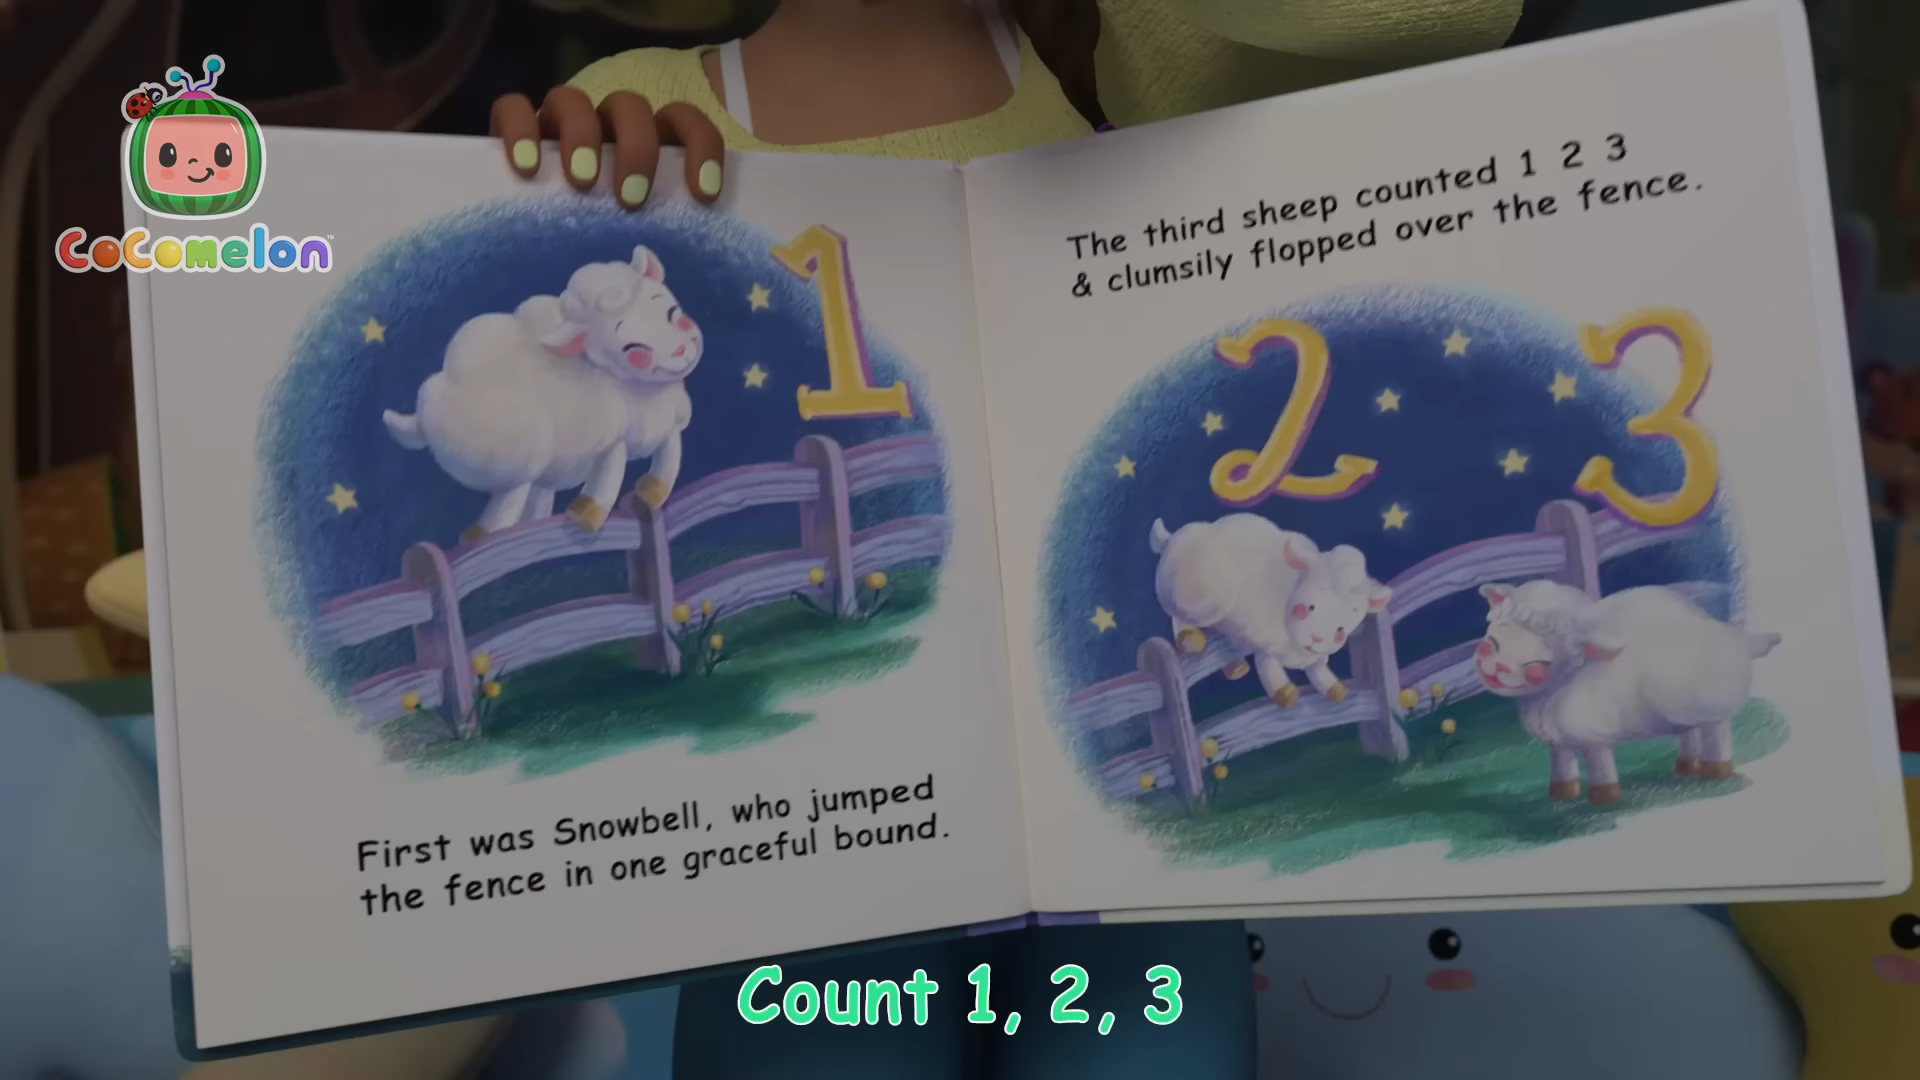 CoComelon
1
First was Snowbell, who jumped
the fence in one graceful bound.
The third sheep counted 1 2 3
& clumsily flopped over the fence.
2 3
Count 1, 2, 3